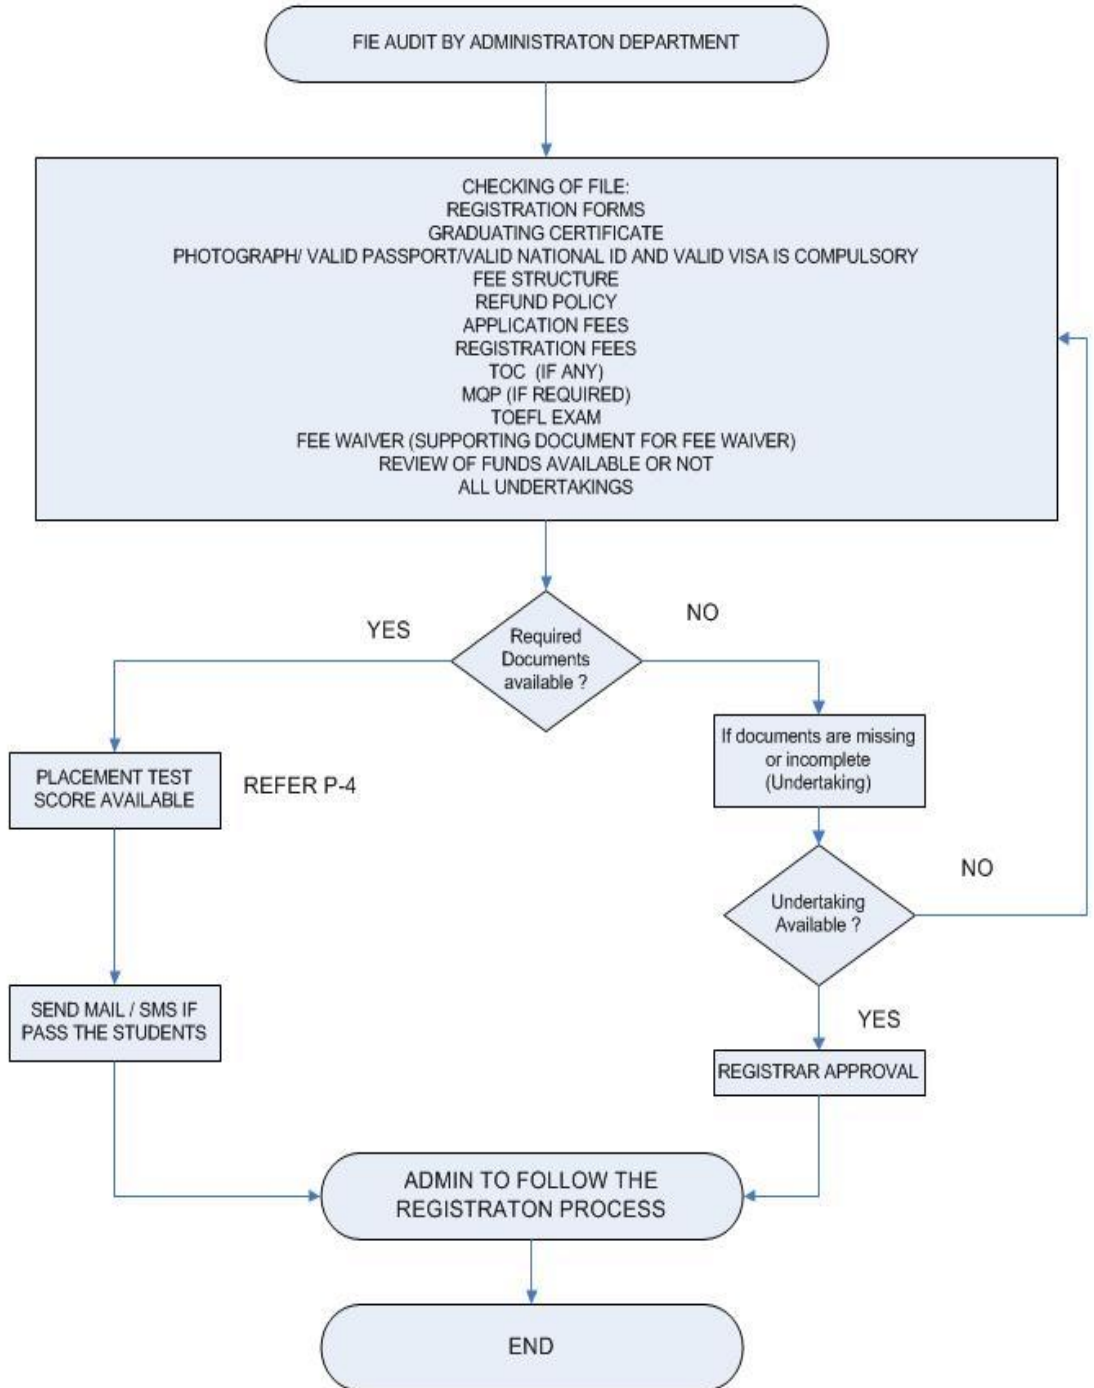 FIE AUDIT BY ADMINISTRATON DEPARTMENT
CHECKING OF FILE:
REGISTRATION FORMS
GRADUATING CERTIFICATE
PHOTOGRAPH/ VALID PASSPORT/VALID NATIONAL ID AND VALID VISA IS COMPULSORY
FEE STRUCTURE
REFUND POLICY
APPLICATION FEES
REGISTRATION FEES
TOC (IF ANY)
MQP (IF REQUIRED)
TOEFL EXAM
FEE WAIVER (SUPPORTING DOCUMENT FOR FEE WAIVER)
REVIEW OF FUNDS AVAILABLE OR NOT
ALL UNDERTAKINGS
YES
NO
Required
Documents
available ?
PLACEMENT TEST
SCORE AVAILABLE
REFER P-4
If documents are missing
or incomplete
(Undertaking)
NO
Undertaking
Available ?
SEND MAIL / SMS IF
PASS THE STUDENTS
YES
REGISTRAR APPROVAL
ADMIN TO FOLLOW THE
REGISTRATON PROCESS
END